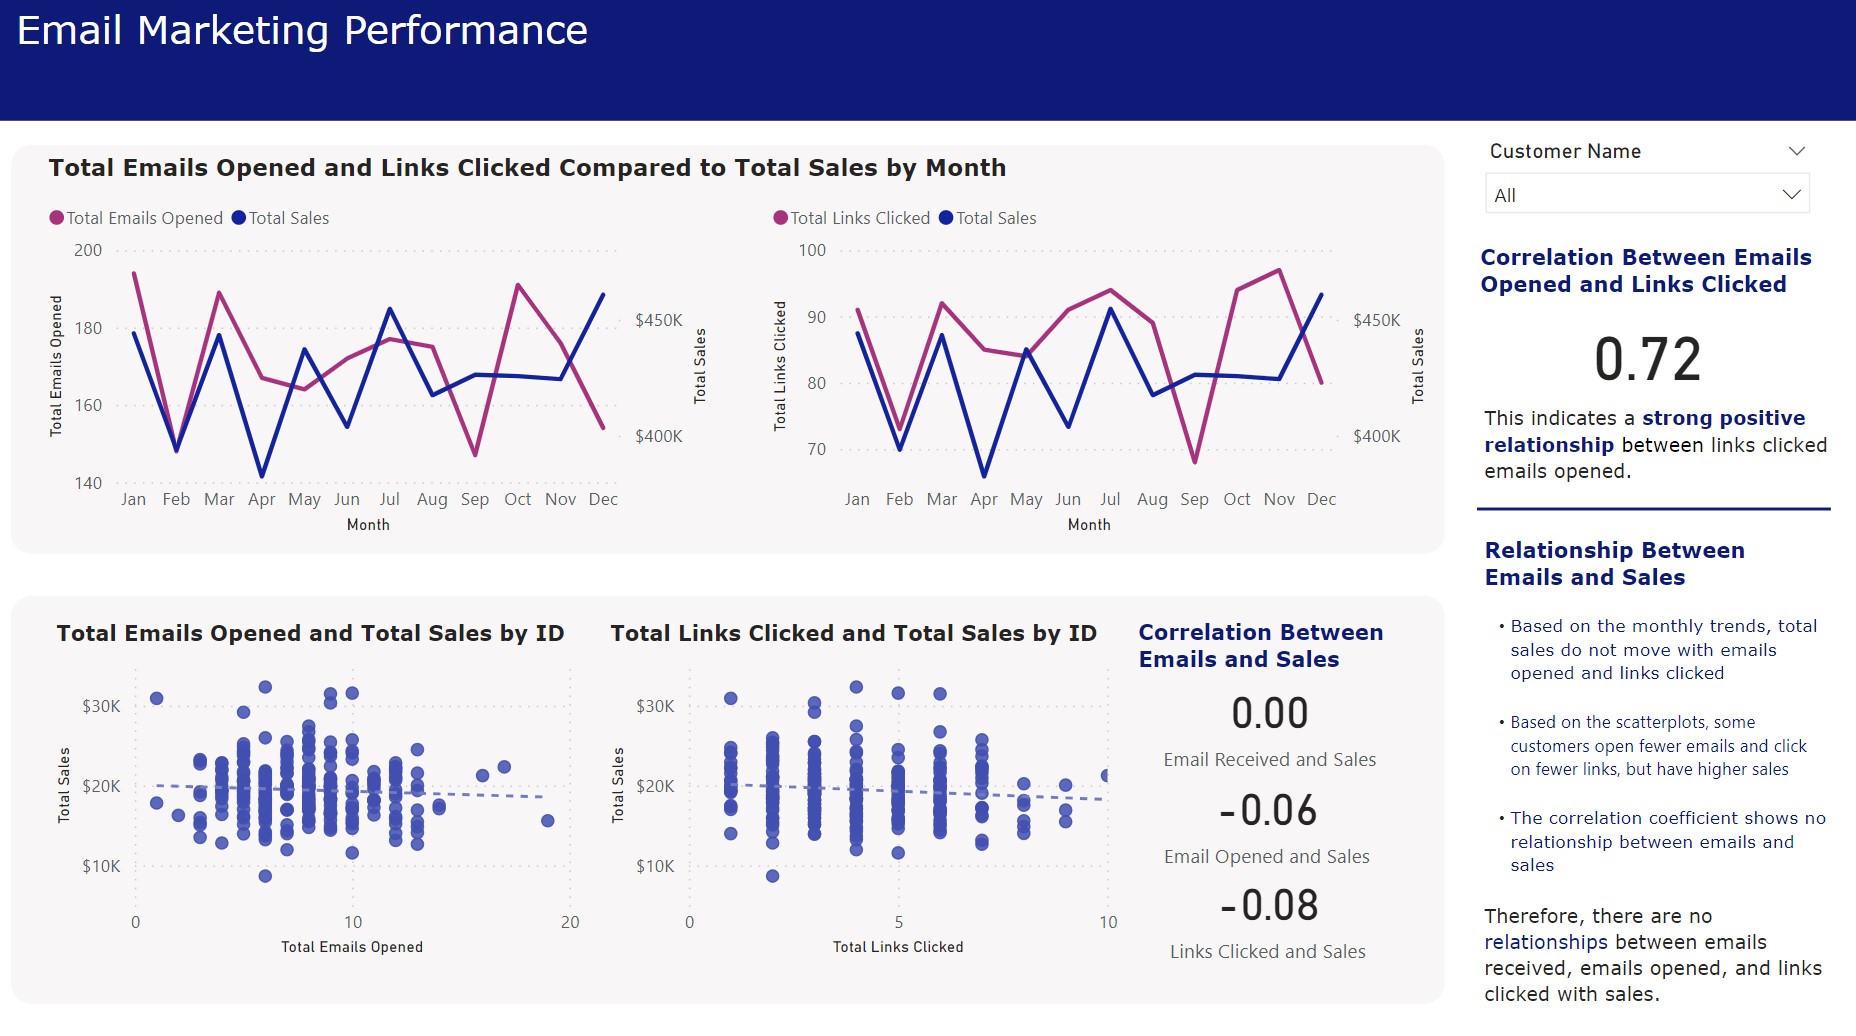 Email Marketing Performance
Total Emails Opened and Links Clicked Compared to Total Sales by Month
Total Emails Opened Total Sales
200
180
160
140
Total Emails Opened
$450K
$400K
Total Sales
Jan Feb Mar Apr May Jun Jul Aug Sep Oct Nov Dec
Month
Total Links Clicked Total Sales
100
90
80
70
Total Links Clicked
$450K
$400K
Total Sales
Jan Feb Mar Apr May Jun Jul Aug Sep Oct Nov Dec
Month
Total Emails Opened and Total Sales by ID
$30K
$20K
$10K
Total Sales
0 10 20
Total Emails Opened
Total Links Clicked and Total Sales by ID
$30K
$20K
$10K
Total Sales
0 5 10
Total Links Clicked
Correlation Between
Emails and Sales
0.00
Email Received and Sales
-0.06
Email Opened and Sales
-0.08
Links Clicked and Sales
Customer Name
All
Correlation Between Emails
Opened and Links Clicked
0.72
This indicates a strong positive
relationship between links clicked
emails opened.
Relationship Between
Emails and Sales
• Based on the monthly trends, total
sales do not move with emails
opened and links clicked
• Based on the scatterplots, some
customers open fewer emails and click
on fewer links, but have higher sales
• The correlation coefficient shows no
relationship between emails and
sales
Therefore, there are no
relationships between emails
received, emails opened, and links
clicked with sales.